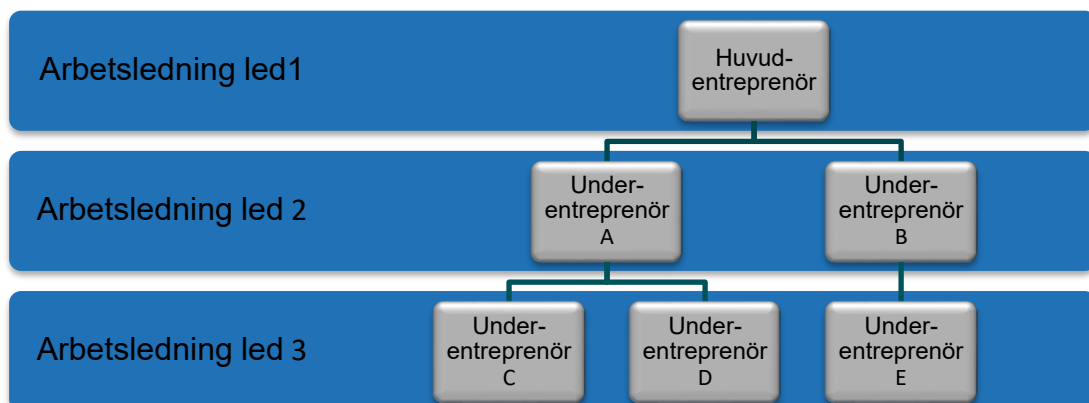 Arbetsledning led1
Huvud-
entreprenör
Arbetsledning led 2
Under-
entreprenör
A
Under-
entreprenör
B
Arbetsledning led 3
Under-
entreprenör
C
Under-
entreprenör
D
Under-
entreprenör
E